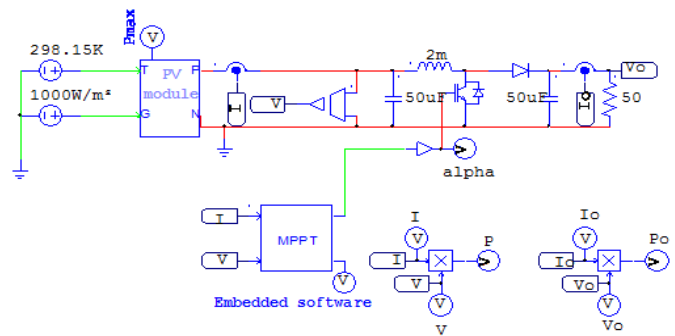 Pmax
V
298.15K
T
P
PV
module
1000W/m²
G
N
I
V
50uF
2m
50uF
Io
Vo
50
alpha
I
V
MPPT
V
Embedded software
I
V
I
V
V
V
P
Io
V
Io
Vo
V
Vo
Po